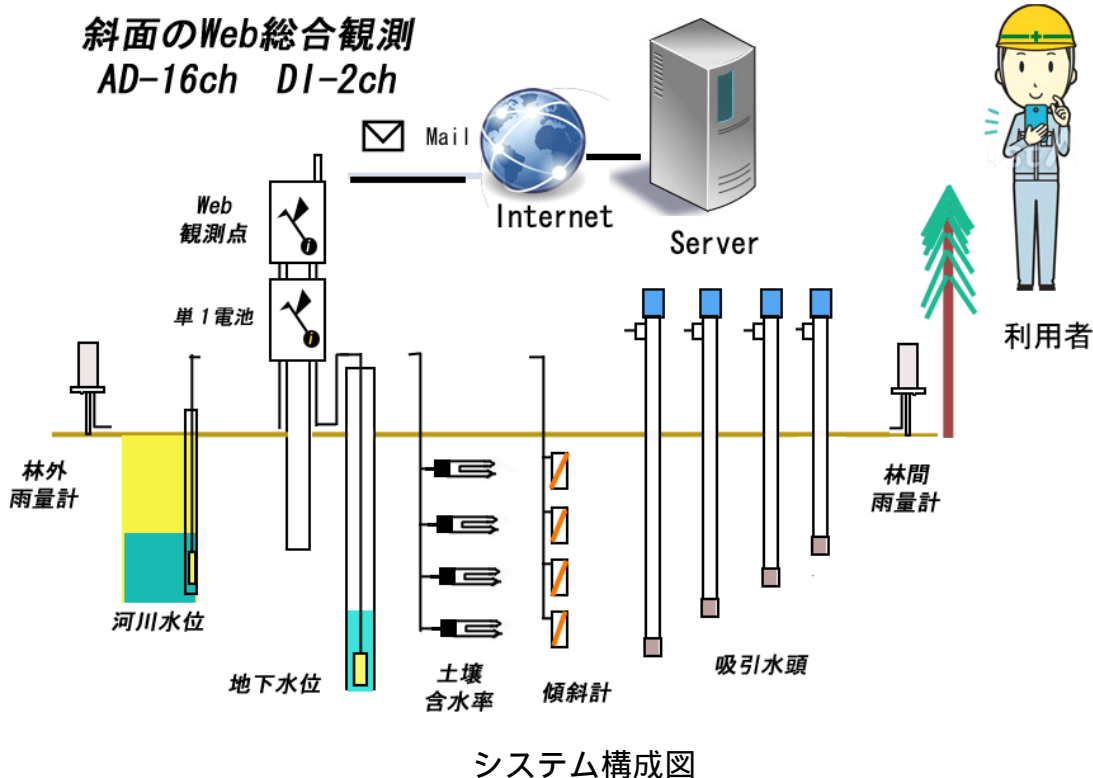 斜面のWeb総合観測
AD-16ch DI-2ch
Mail
Internet
Server
Web
観測点
単1電池
利用者
林外
雨量計
林間
雨量計
河川水位
地下水位
土壌
含水率
傾斜計
吸引水頭
システム構成図